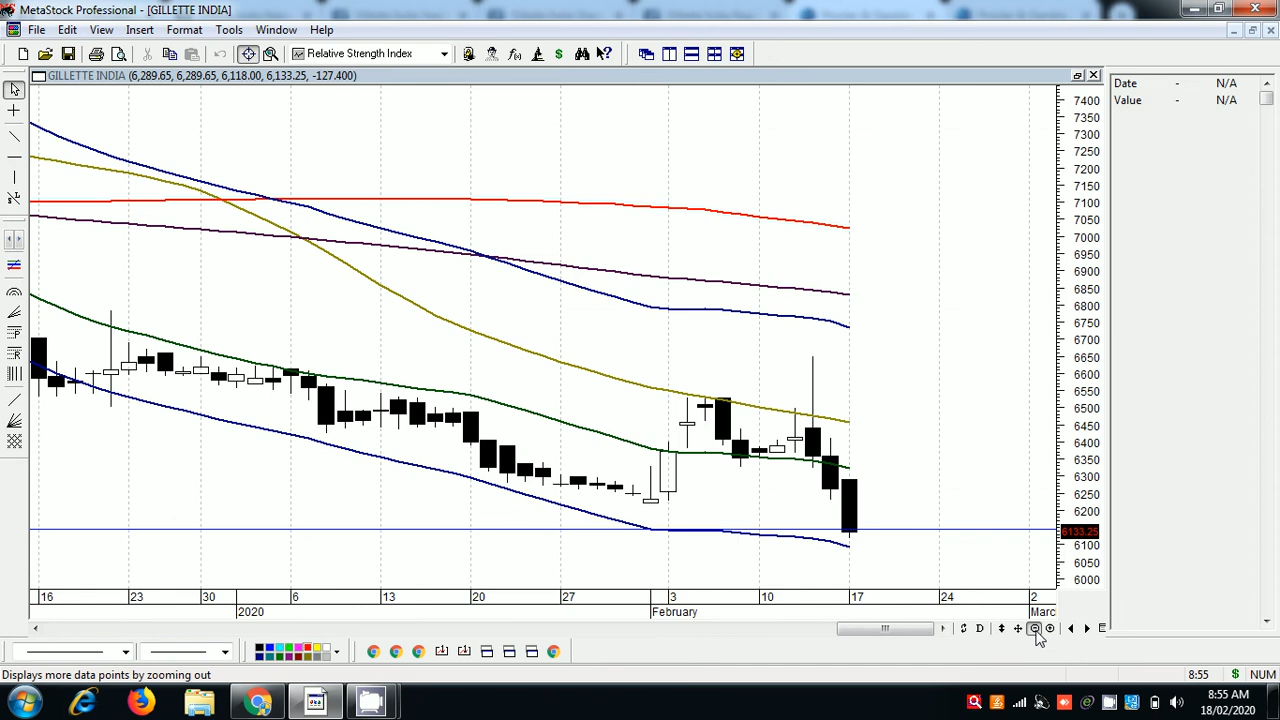 MetaStock Professional - [GILLETTE INDIA]
File Edit View Insert Format Tools Window Help
Relative Strength Index
GILLETTE INDIA (6,289.65, 6,289.65, 6,118.00, 6,133.25, -127.400)
Date - N/A
Value - N/A
7400
7350
7300
7250
7200
7150
7100
7050
7000
6950
6900
6850
6800
6750
6700
6650
6600
6550
6500
6450
6400
6350
6300
6250
6200
6133.25
6100
6000
16 23 30 6 13 20 27 3 10 17 24 2
2020 February Marc
D
Displays more data points by zooming out
8:55 $ NUM
8:55 AM
18/02/2020